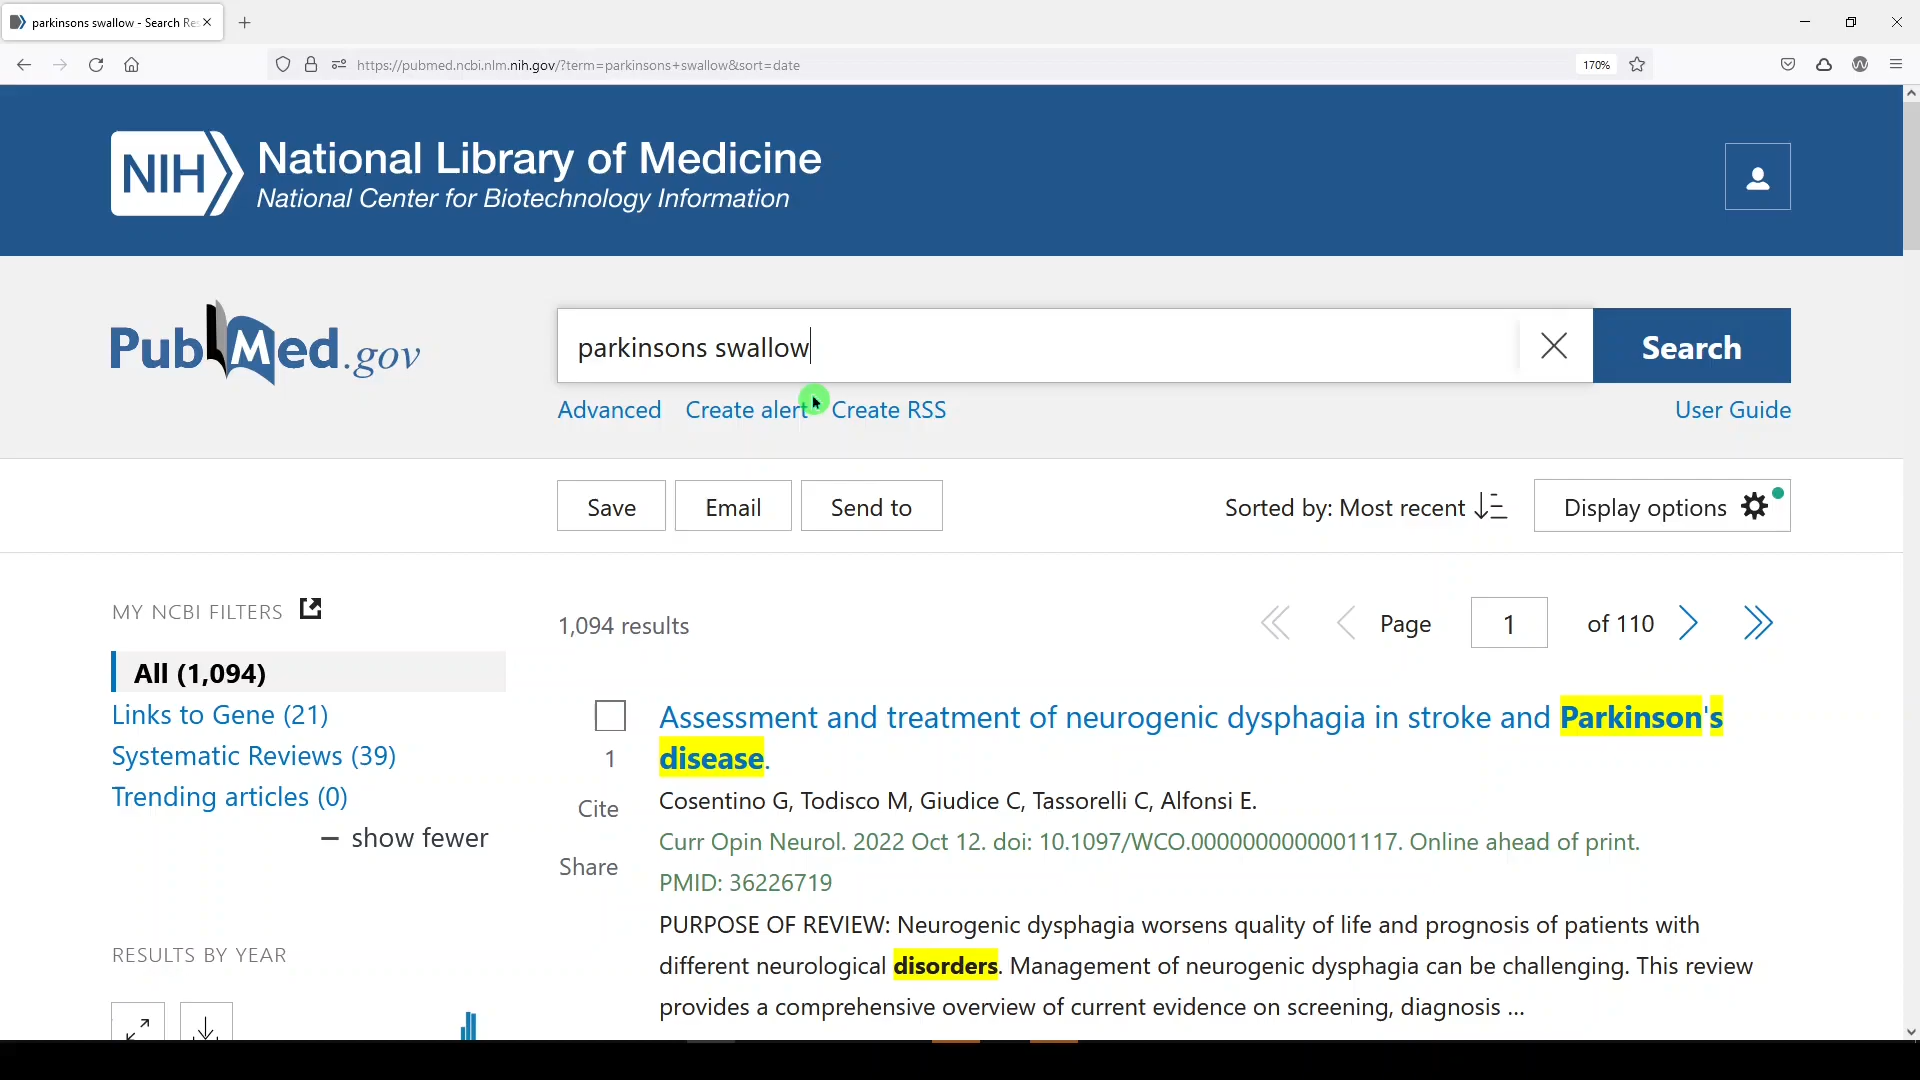 parkinsons swallow - Search Re
https://pubmed.ncbi.nlm.nih.gov/?term=parkinsons+swallow&sort=date
170%
NIH
National Library of Medicine
National Center for Biotechnology Information
PubMed.gov
parkinsons swallow
Search
Advanced Create alert Create RSS
User Guide
Save
Email
Send to
Sorted by: Most recent
Display options
MY NCBI FILTERS
1,094 results
Page 1 of 110
All (1,094)
Links to Gene (21)
Systematic Reviews (39)
Trending articles (0)
– show fewer
RESULTS BY YEAR
1
Cite
Share
Assessment and treatment of neurogenic dysphagia in stroke and Parkinson's
disease.
Cosentino G, Todisco M, Giudice C, Tassorelli C, Alfonsi E.
Curr Opin Neurol. 2022 Oct 12. doi: 10.1097/WCO.0000000000001117. Online ahead of print.
PMID: 36226719
PURPOSE OF REVIEW: Neurogenic dysphagia worsens quality of life and prognosis of patients with
different neurological disorders. Management of neurogenic dysphagia can be challenging. This review
provides a comprehensive overview of current evidence on screening, diagnosis ...